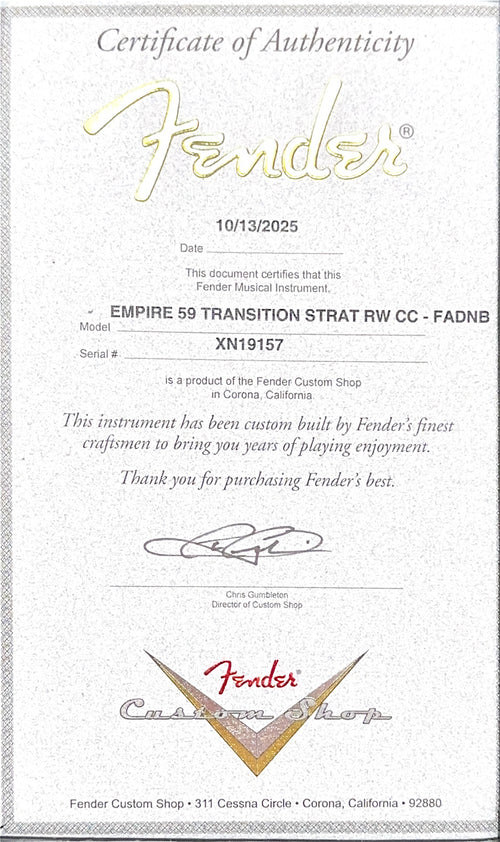 Certificate of Authenticity
Fender®
10/13/2025
Date
This document certifies that this
Fender Musical Instrument.
- EMPIRE 59 TRANSITION STRAT RW CC - FADNB
Model
XN19157
Serial #
is a product of the Fender Custom Shop
in Corona, California
This instrument has been custom built by Fender's finest
craftsmen to bring you years of playing enjoyment.
Thank you for purchasing Fender's best.
Chris Gumbleton
Director of Custom Shop
Fender®
Custom Shop
Fender Custom Shop • 311 Cessna Circle • Corona, California • 92880